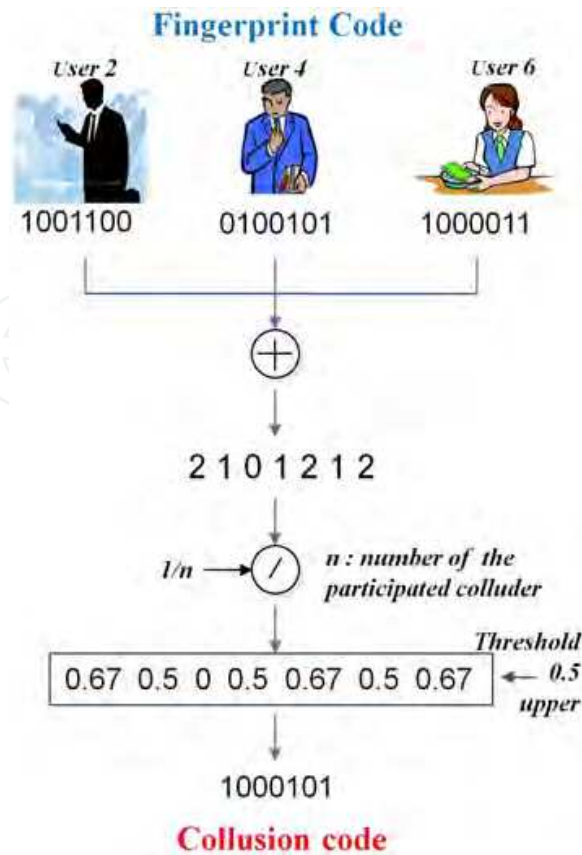 Fingerprint Code
User 2 User 4 User 6
1001100 0100101 1000011
2 1 0 1 2 1 2
1/n
n : number of the
participated colluder
Threshold
0.67 0.5 0 0.5 0.67 0.5 0.67
0.5
upper
1000101
Collusion code